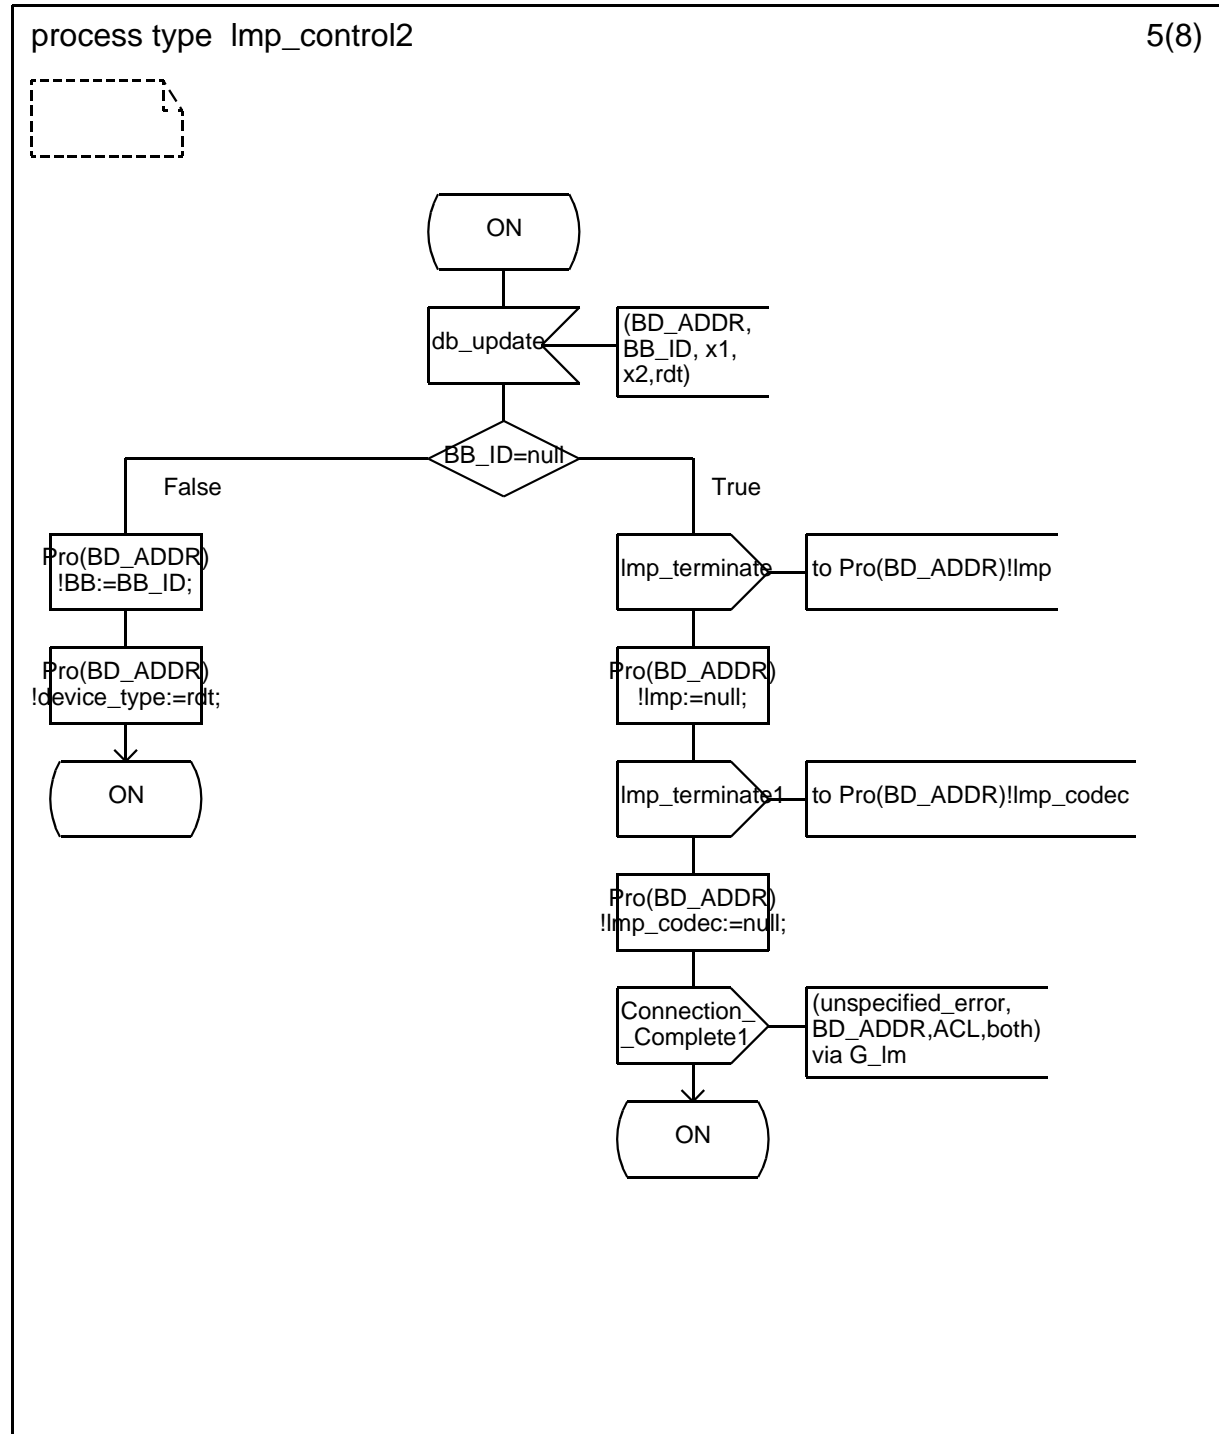 process type lmp_control2
5(8)
ON
db_update
(BD_ADDR,
BB_ID, x1,
x2,rdt)
BB_ID=null
False
True
Pro(BD_ADDR)
!BB:=BB_ID;
lmp_terminate
to Pro(BD_ADDR)!lmp
Pro(BD_ADDR)
!device_type:=rdt;
Pro(BD_ADDR)
!lmp:=null;
ON
lmp_terminate1
to Pro(BD_ADDR)!lmp_codec
Pro(BD_ADDR)
!lmp_codec:=null;
Connection_
_Complete1
(unspecified_error,
BD_ADDR,ACL,both)
via G_lm
ON